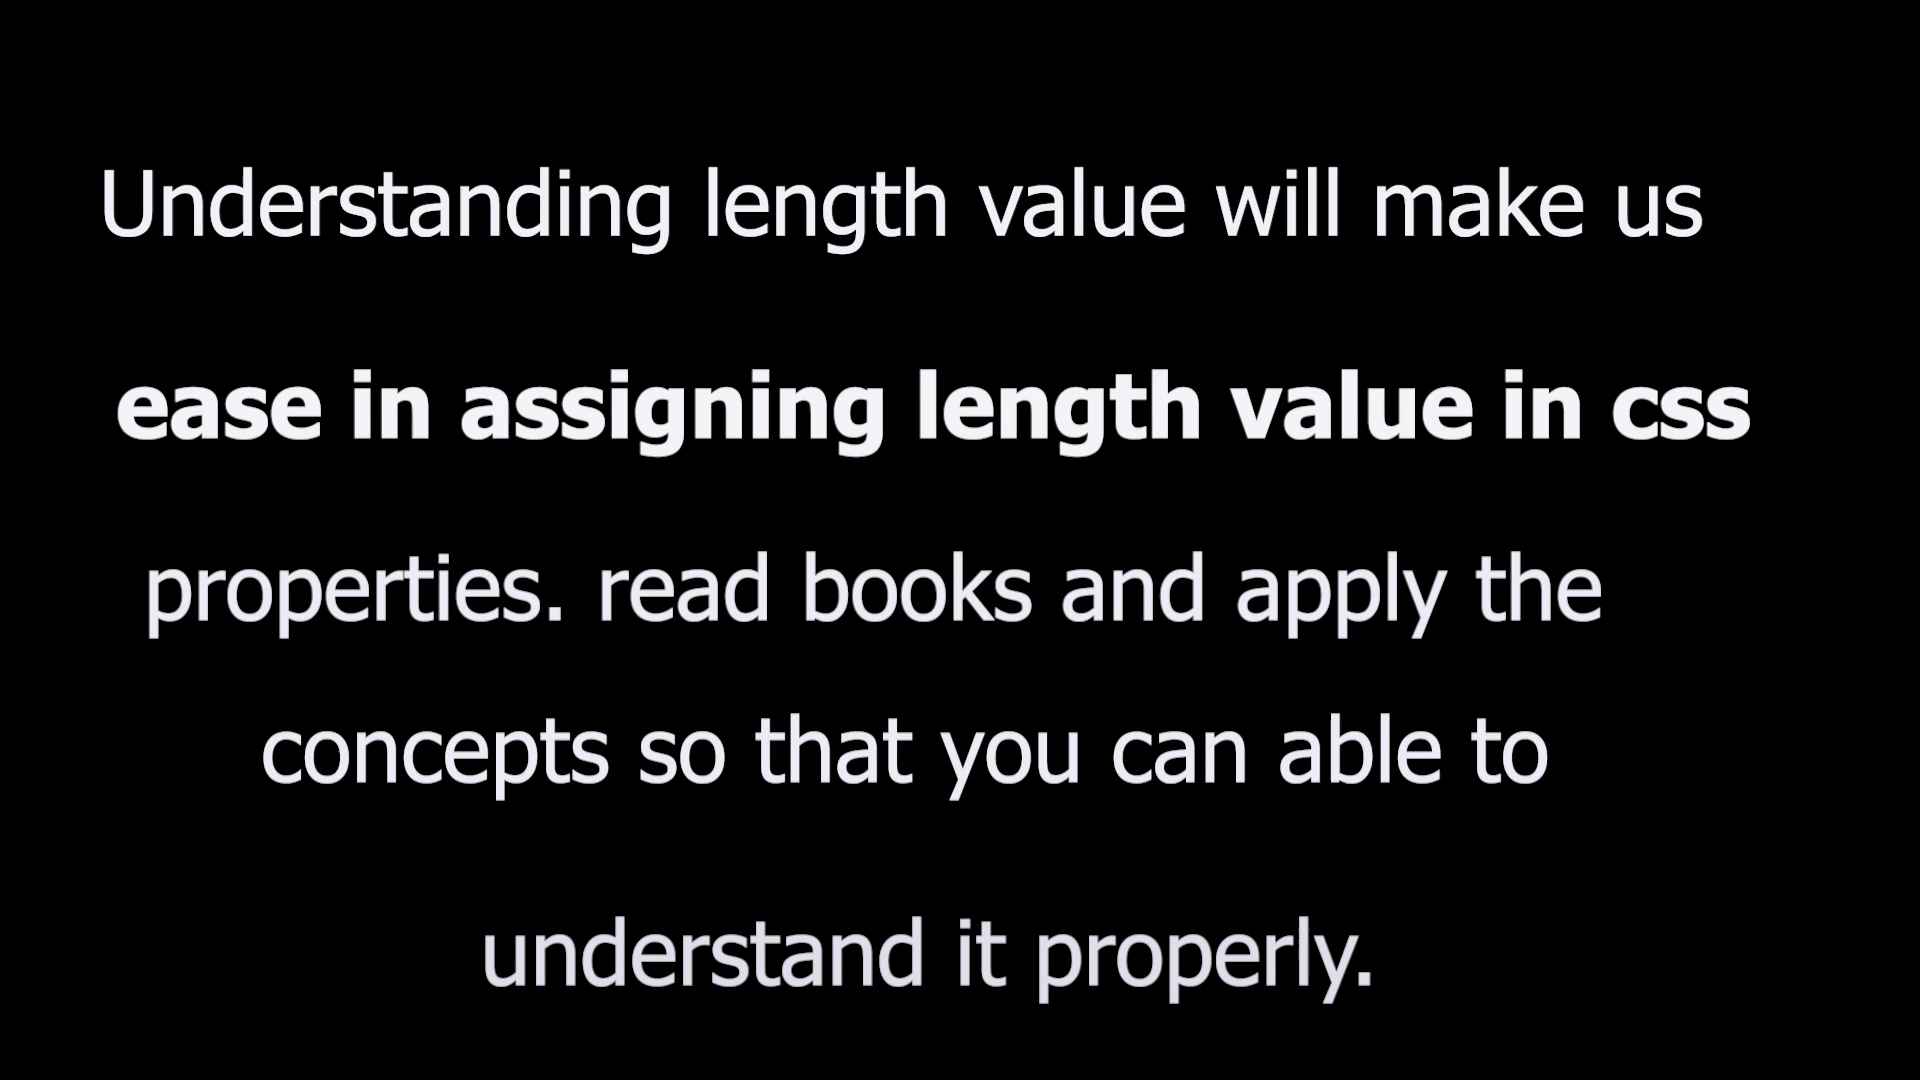 Understanding length value will make us
ease in assigning length value in css
properties. read books and apply the
concepts so that you can able to
understand it properly.